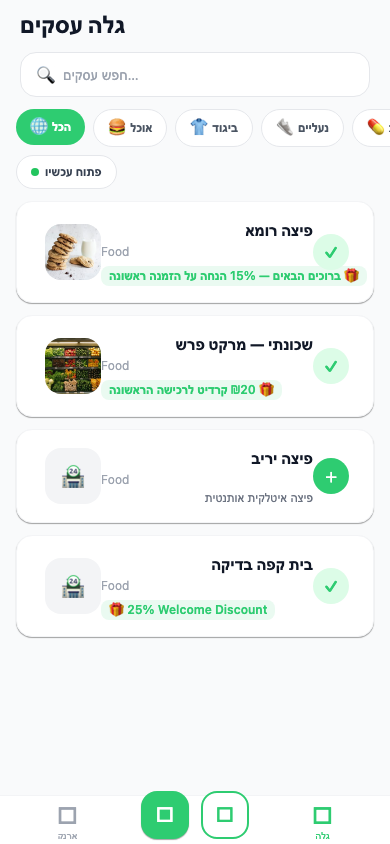 גלה עסקים
חפש עסקים...
הכל
אוכל
ביגוד
נעליים
פתוח עכשיו
פיצה רומא
Food
ברוכים הבאים — 15% הנחה על הזמנה ראשונה
שכונתי — מרקט פרש
Food
₪20 קרדיט לרכישה הראשונה
פיצה יריב
Food
פיצה איטלקית אותנטית
24
בית קפה בדיקה
Food
25% Welcome Discount
24
ארנק
גלה